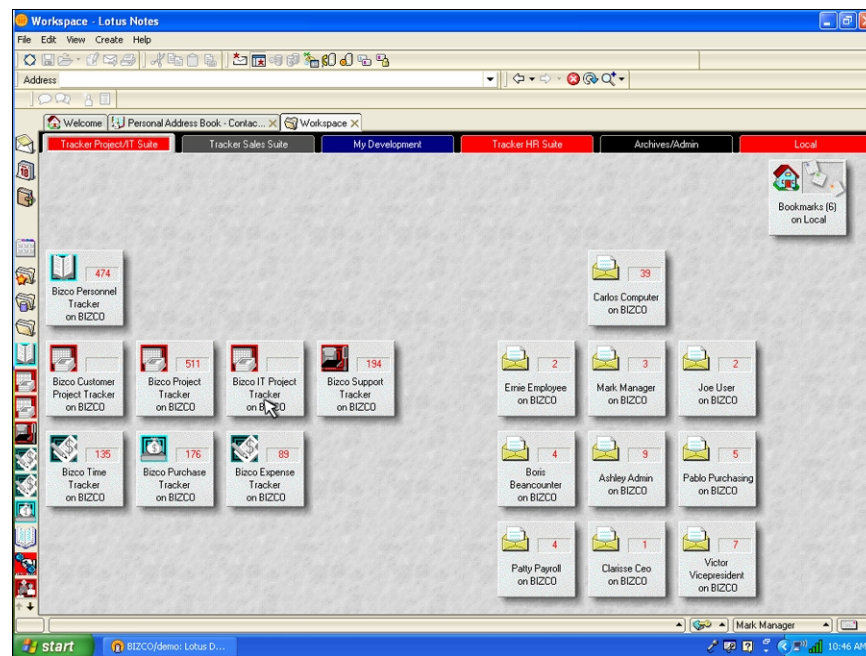 Workspace - Lotus Notes
File Edit View Create Help
Address
Welcome Personal Address Book - Contac... Workspace
Tracker Project/IT Suite Tracker Sales Suite My Development Tracker HR Suite Archives/Admin Local
Bookmarks (6)
on Local
474
Bizco Personnel
Tracker
on BIZCO
39
Carlos Computer
on BIZCO
Bizco Customer
Project Tracker
on BIZCO
511
Bizco Project
Tracker
on BIZCO
Bizco IT Project
Tracker
on BIZCO
194
Bizco Support
Tracker
on BIZCO
2
Ernie Employee
on BIZCO
3
Mark Manager
on BIZCO
2
Joe User
on BIZCO
135
Bizco Time
Tracker
on BIZCO
176
Bizco Purchase
Tracker
on BIZCO
89
Bizco Expense
Tracker
on BIZCO
4
Boris
Beancounter
on BIZCO
9
Ashley Admin
on BIZCO
5
Pablo Purchasing
on BIZCO
4
Patty Payroll
on BIZCO
1
Clarisse Ceo
on BIZCO
7
Victor
Vicepresident
on BIZCO
Mark Manager
start BIZCO/demo: Lotus D... 10:46 AM